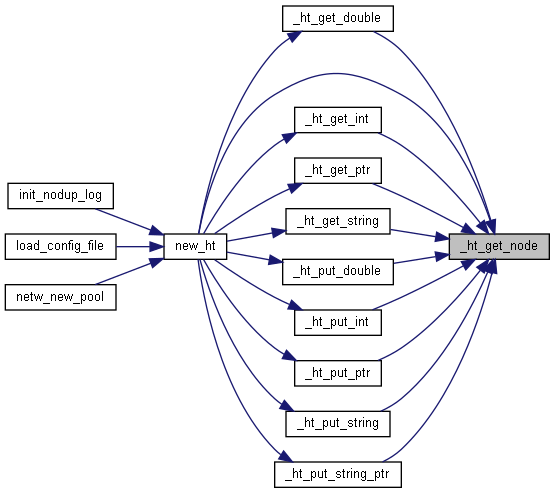 _ht_get_double
_ht_get_int
_ht_get_ptr
init_nodup_log
_ht_get_string
load_config_file
new_ht
_ht_get_node
_ht_put_double
netw_new_pool
_ht_put_int
_ht_put_ptr
_ht_put_string
_ht_put_string_ptr